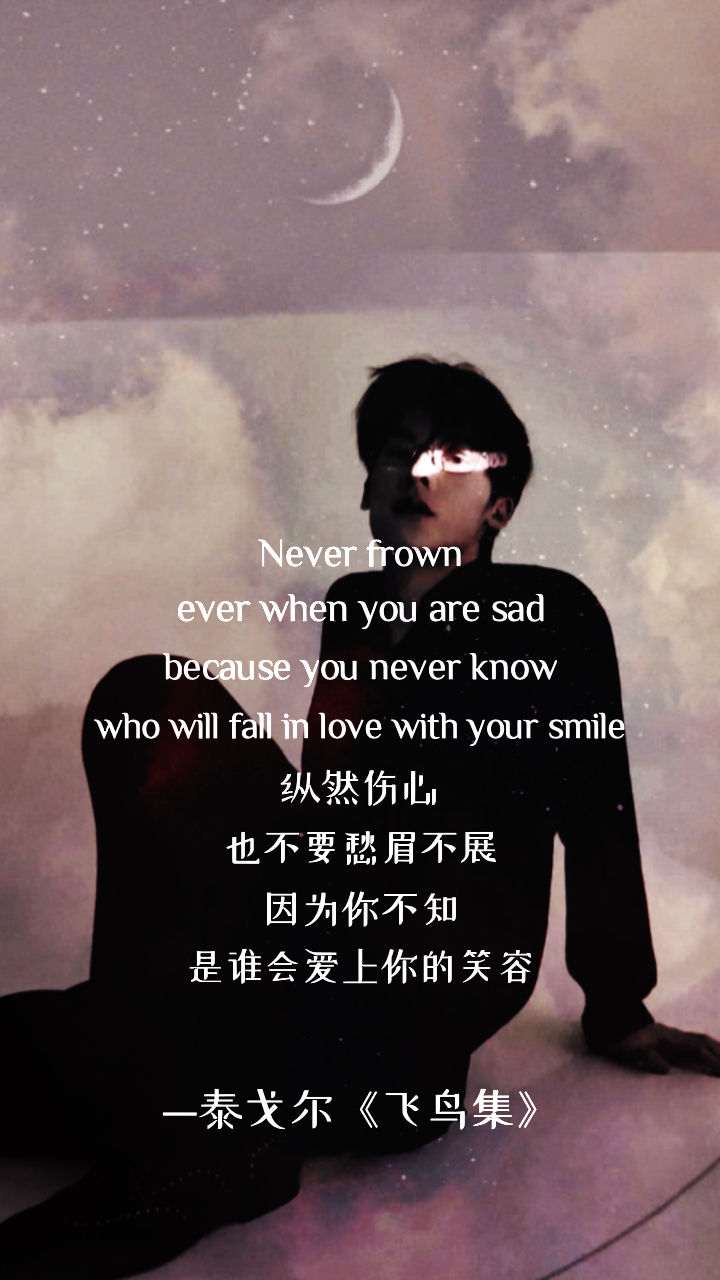 Never frown
ever when you are sad
because you never know
who will fall in love with your smile
纵然伤心
也不要愁眉不展
因为你不知
是谁会爱上你的笑容
—泰戈尔《飞鸟集》